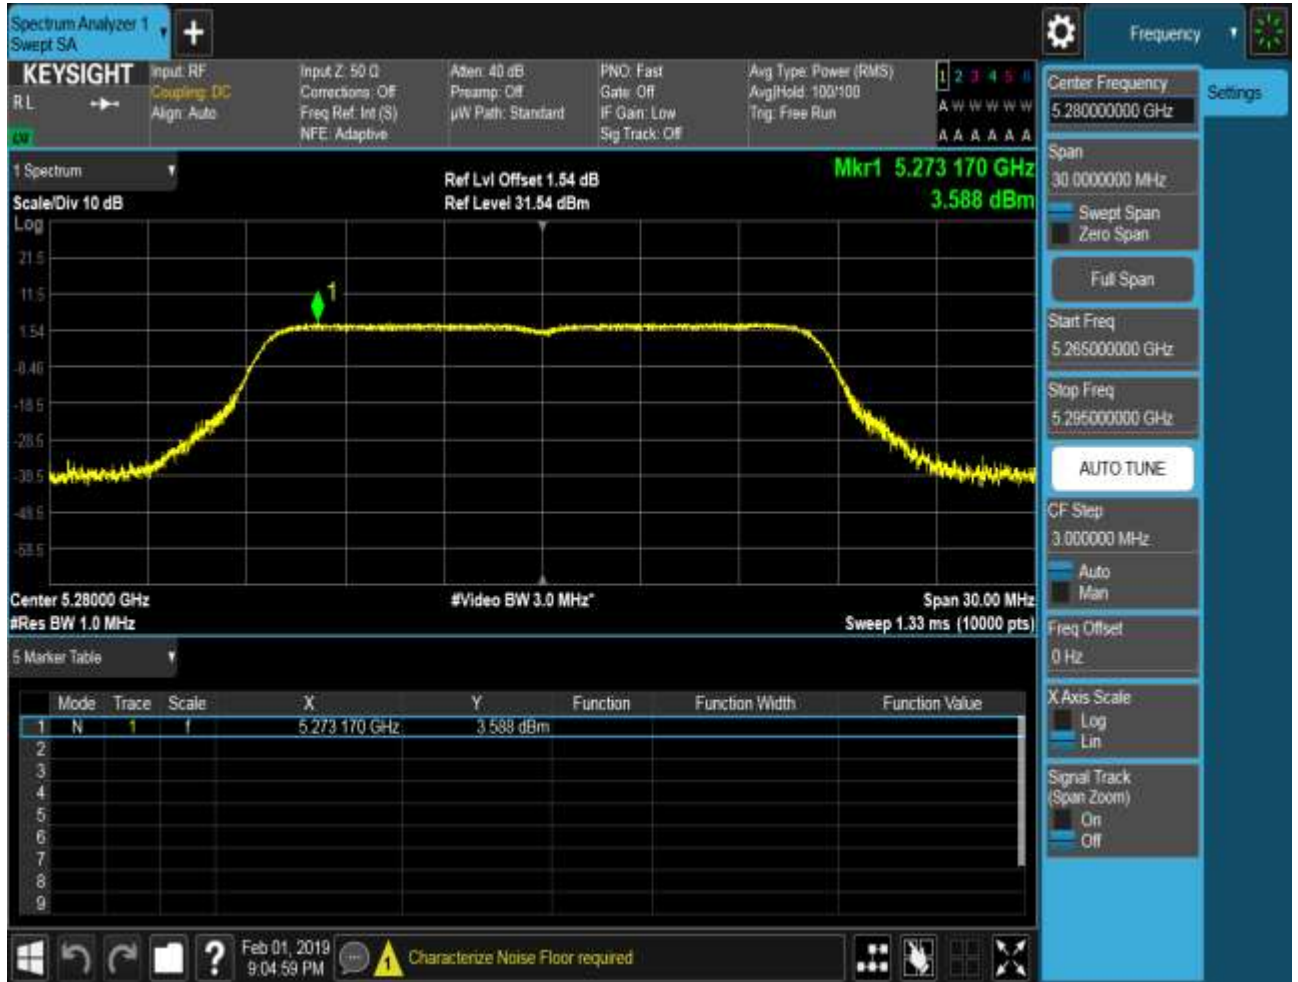 Spectrum Analyzer 1
Swept SA
+
Frequency
KEYSIGHT
Input: RF
Coupling: DC
Align: Auto
R L
Input Z: 50 Ω
Corrections: Off
Freq Ref: Int (S)
NFE: Adaptive
Atten: 40 dB
Preamp: Off
µW Path: Standard
PNO: Fast
Gate: Off
IF Gain: Low
Sig Track: Off
Avg Type: Power (RMS)
Avg|Hold: 100/100
Trig: Free Run
1 2 3 4 5 6
A W W W W W
A A A A A A
1 Spectrum
Scale/Div 10 dB
Ref Lvl Offset 1.54 dB
Ref Level 31.54 dBm
Mkr1 5.273 170 GHz
3.588 dBm
Log
21.5
11.5
1.54
-8.46
-18.5
-28.5
-38.5
-48.5
-58.5
1
Center 5.28000 GHz
#Res BW 1.0 MHz
#Video BW 3.0 MHz*
Span 30.00 MHz
Sweep 1.33 ms (10000 pts)
5 Marker Table
Mode Trace Scale X Y Function Function Width Function Value
1 N 1 f 5.273 170 GHz 3.588 dBm
2
3
4
5
6
7
8
9
Feb 01, 2019
9:04:59 PM
?
1
Characterize Noise Floor required
Center Frequency
5.280000000 GHz
Settings
Span
30.0000000 MHz
Swept Span
Zero Span
Full Span
Start Freq
5.265000000 GHz
Stop Freq
5.295000000 GHz
AUTO TUNE
CF Step
3.000000 MHz
Auto
Man
Freq Offset
0 Hz
X Axis Scale
Log
Lin
Signal Track
(Span Zoom)
On
Off